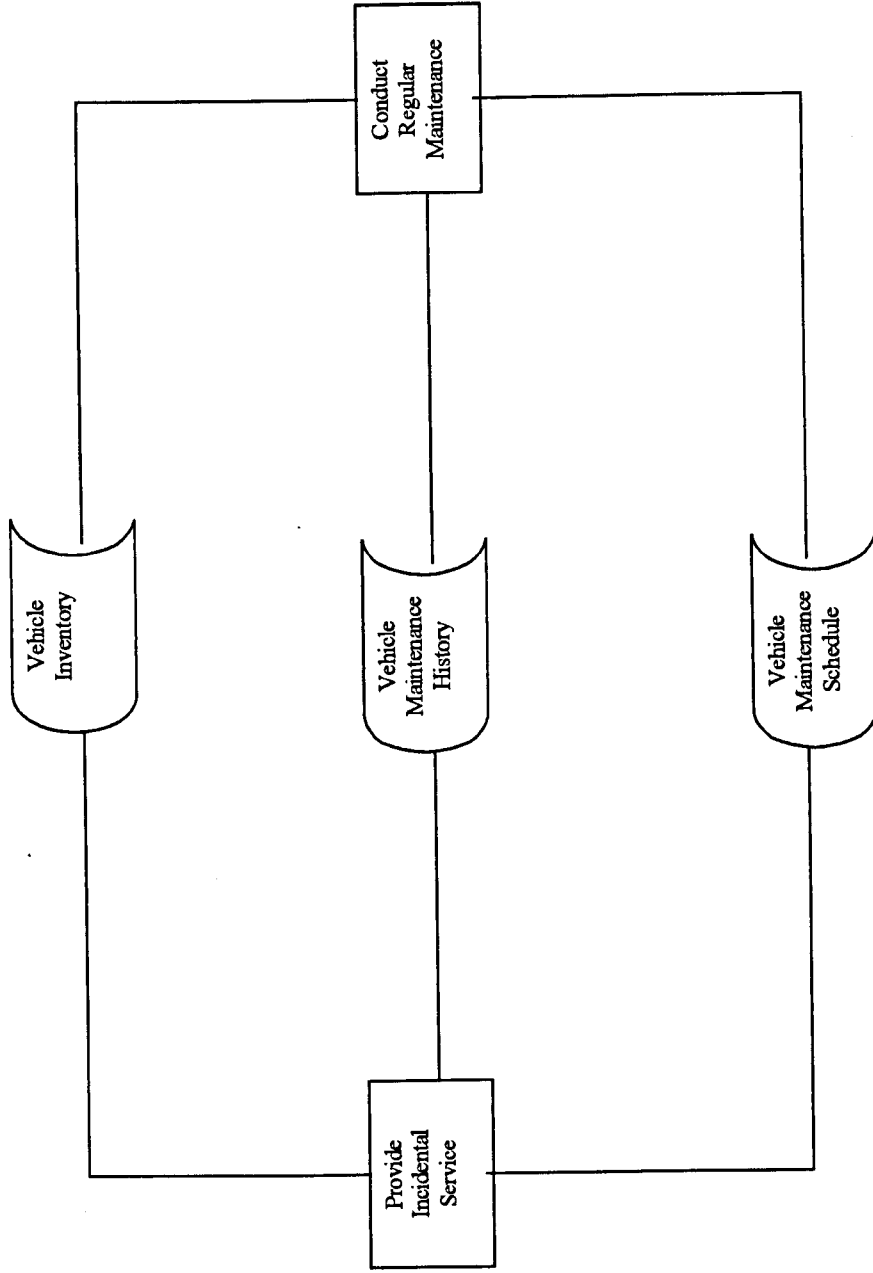 Vehicle
Inventory
Provide
Incidental
Service
Vehicle
Maintenance
History
Conduct
Regular
Maintenance
Vehicle
Maintenance
Schedule